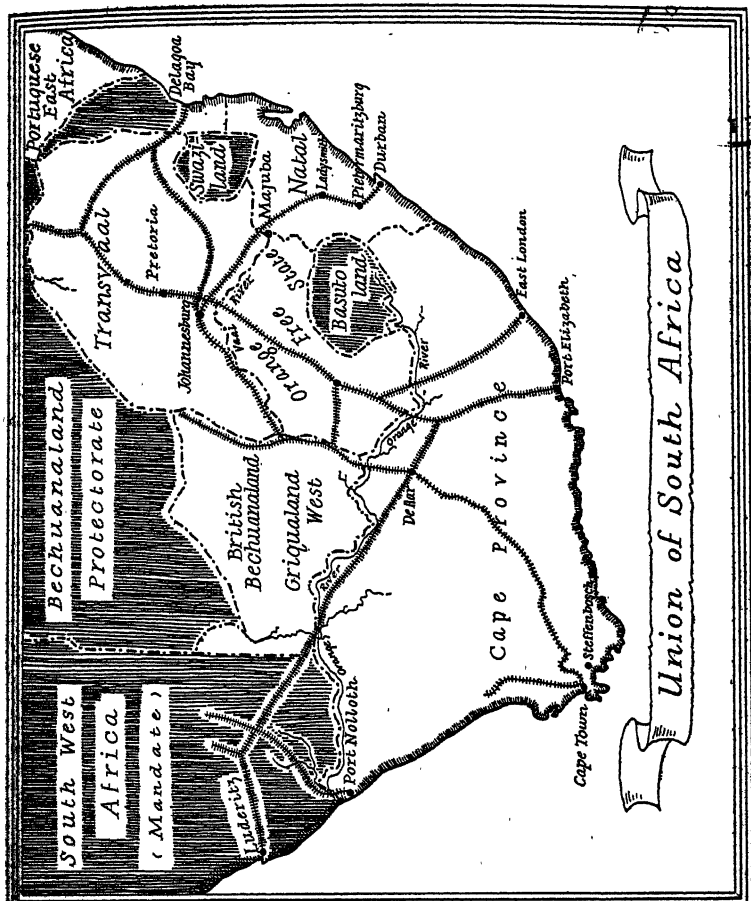 Portuguese
East
Africa
Delagoa
Bay
Swazi
land
Transvaal
Pretoria
Majuba
Natal
Ladysmith
Pietermaritzburg
Durban
Johannesburg
Vaal River
Orange Free State
Basuto
land
East London
Port Elizabeth
Bechuanaland
Protectorate
British
Bechuanaland
Griqualand
West
Orange River
De Aar
Cape Province
River
Orange
South West
Africa
(Mandate)
Luderitz
Port Nolloth
Cape Town
Stellenbosch
Union of South Africa